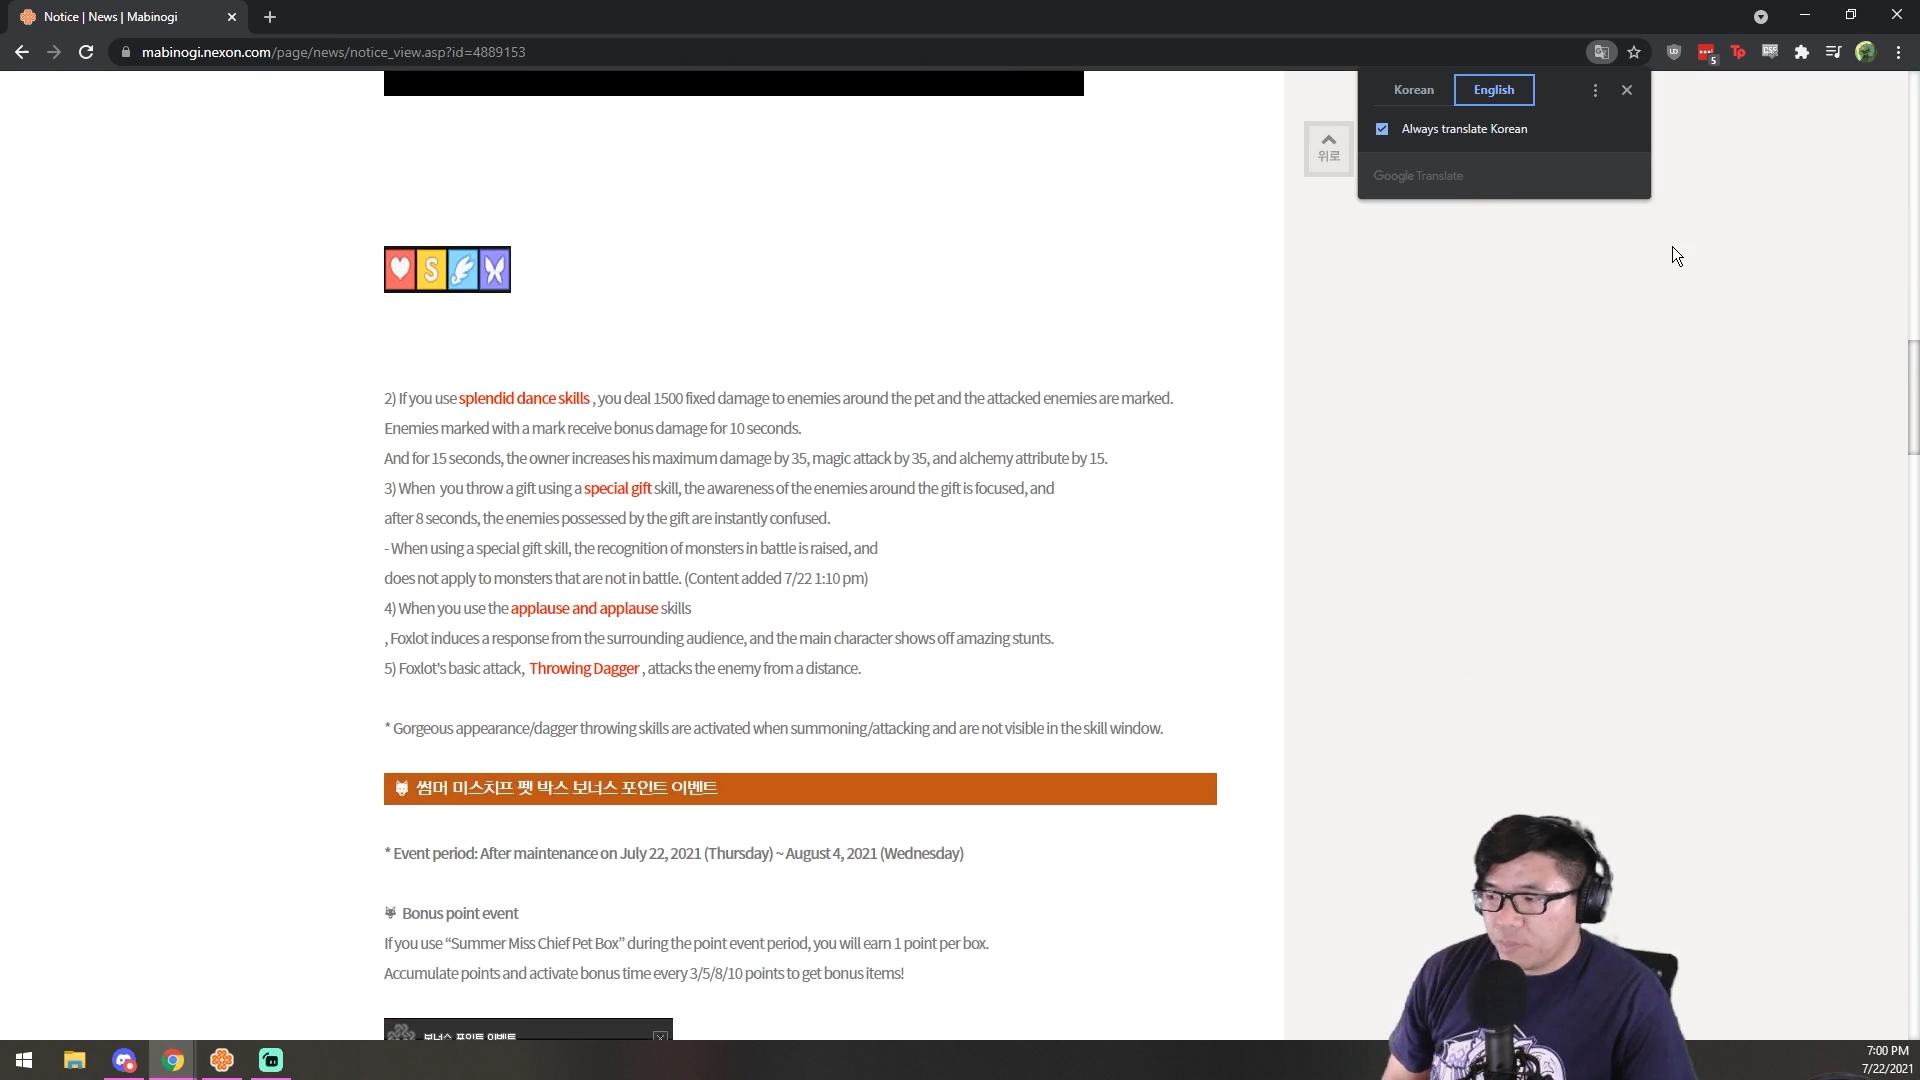 Notice | News | Mabinogi
mabinogi.nexon.com/page/news/notice_view.asp?id=4889153
5
Tp
Korean
English
Always translate Korean
Google Translate
위로
S
2) If you use splendid dance skills , you deal 1500 fixed damage to enemies around the pet and the attacked enemies are marked.
Enemies marked with a mark receive bonus damage for 10 seconds.
And for 15 seconds, the owner increases his maximum damage by 35, magic attack by 35, and alchemy attribute by 15.
3) When you throw a gift using a special gift skill, the awareness of the enemies around the gift is focused, and
after 8 seconds, the enemies possessed by the gift are instantly confused.
- When using a special gift skill, the recognition of monsters in battle is raised, and
does not apply to monsters that are not in battle. (Content added 7/22 1:10 pm)
4) When you use the applause and applause skills
, Foxlot induces a response from the surrounding audience, and the main character shows off amazing stunts.
5) Foxlot's basic attack, Throwing Dagger , attacks the enemy from a distance.
* Gorgeous appearance/dagger throwing skills are activated when summoning/attacking and are not visible in the skill window.
썸머 미스치프 펫 박스 보너스 포인트 이벤트
* Event period: After maintenance on July 22, 2021 (Thursday) ~ August 4, 2021 (Wednesday)
Bonus point event
If you use “Summer Miss Chief Pet Box” during the point event period, you will earn 1 point per box.
Accumulate points and activate bonus time every 3/5/8/10 points to get bonus items!
보너스 포인트 이벤트
7:00 PM
7/22/2021